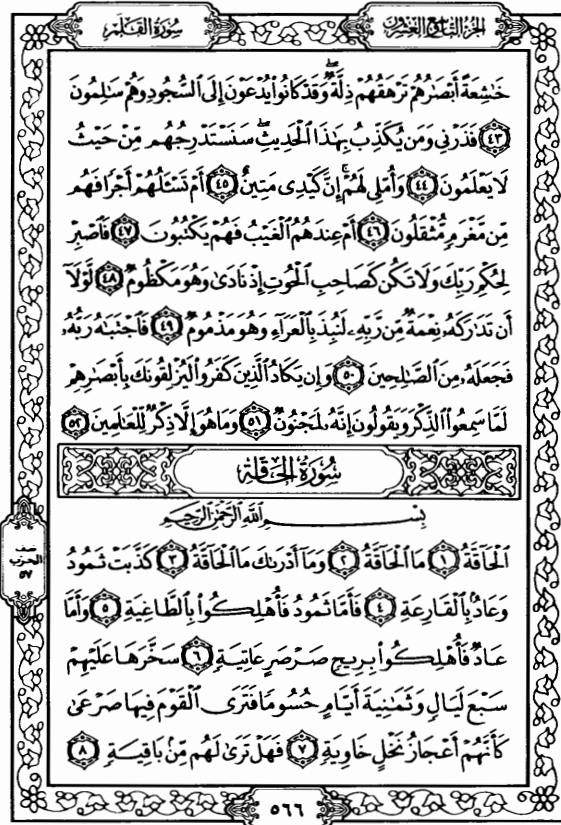 الجزء التاسع والعشرون
سورة القلم
خَٰشِعَةً أَبۡصَٰرُهُمۡ تَرۡهَقُهُمۡ ذِلَّةٞۖ وَقَدۡ كَانُواْ يُدۡعَوۡنَ إِلَى ٱلسُّجُودِ وَهُمۡ سَٰلِمُونَ
٤٣ فَذَرۡنِي وَمَن يُكَذِّبُ بِهَٰذَا ٱلۡحَدِيثِۖ سَنَسۡتَدۡرِجُهُم مِّنۡ حَيۡثُ
لَا يَعۡلَمُونَ ٤٤ وَأُمۡلِي لَهُمۡۚ إِنَّ كَيۡدِي مَتِينٌ ٤٥ أَمۡ تَسۡـَٔلُهُمۡ أَجۡرٗا فَهُم
مِّن مَّغۡرَمٖ مُّثۡقَلُونَ ٤٦ أَمۡ عِندَهُمُ ٱلۡغَيۡبُ فَهُمۡ يَكۡتُبُونَ ٤٧ فَٱصۡبِرۡ
لِحُكۡمِ رَبِّكَ وَلَا تَكُن كَصَاحِبِ ٱلۡحُوتِ إِذۡ نَادَىٰ وَهُوَ مَكۡظُومٞ ٤٨ لَّوۡلَآ
أَن تَدَٰرَكَهُۥ نِعۡمَةٞ مِّن رَّبِّهِۦ لَنُبِذَ بِٱلۡعَرَآءِ وَهُوَ مَذۡمُومٞ ٤٩ فَٱجۡتَبَٰهُ رَبُّهُۥ
فَجَعَلَهُۥ مِنَ ٱلصَّٰلِحِينَ ٥٠ وَإِن يَكَادُ ٱلَّذِينَ كَفَرُواْ لَيُزۡلِقُونَكَ بِأَبۡصَٰرِهِمۡ
لَمَّا سَمِعُواْ ٱلذِّكۡرَ وَيَقُولُونَ إِنَّهُۥ لَمَجۡنُونٞ ٥١ وَمَا هُوَ إِلَّا ذِكۡرٞ لِّلۡعَٰلَمِينَ ٥٢
سُورَةُ الحَاقَّةِ
بِسۡمِ ٱللَّهِ ٱلرَّحۡمَٰنِ ٱلرَّحِيمِ
ٱلۡحَآقَّةُ ١ مَا ٱلۡحَآقَّةُ ٢ وَمَآ أَدۡرَىٰكَ مَا ٱلۡحَآقَّةُ ٣ كَذَّبَتۡ ثَمُودُ
وَعَادُۢ بِٱلۡقَارِعَةِ ٤ فَأَمَّا ثَمُودُ فَأُهۡلِكُواْ بِٱلطَّاغِيَةِ ٥ وَأَمَّا
عَادٞ فَأُهۡلِكُواْ بِرِيحٖ صَرۡصَرٍ عَاتِيَةٖ ٦ سَخَّرَهَا عَلَيۡهِمۡ
سَبۡعَ لَيَالٖ وَثَمَٰنِيَةَ أَيَّامٍ حُسُومٗا فَتَرَى ٱلۡقَوۡمَ فِيهَا صَرۡعَىٰ
كَأَنَّهُمۡ أَعۡجَازُ نَخۡلٍ خَاوِيَةٖ ٧ فَهَلۡ تَرَىٰ لَهُم مِّنۢ بَاقِيَةٖ ٨
نصف
الحزب
٥٧
٥٦٦